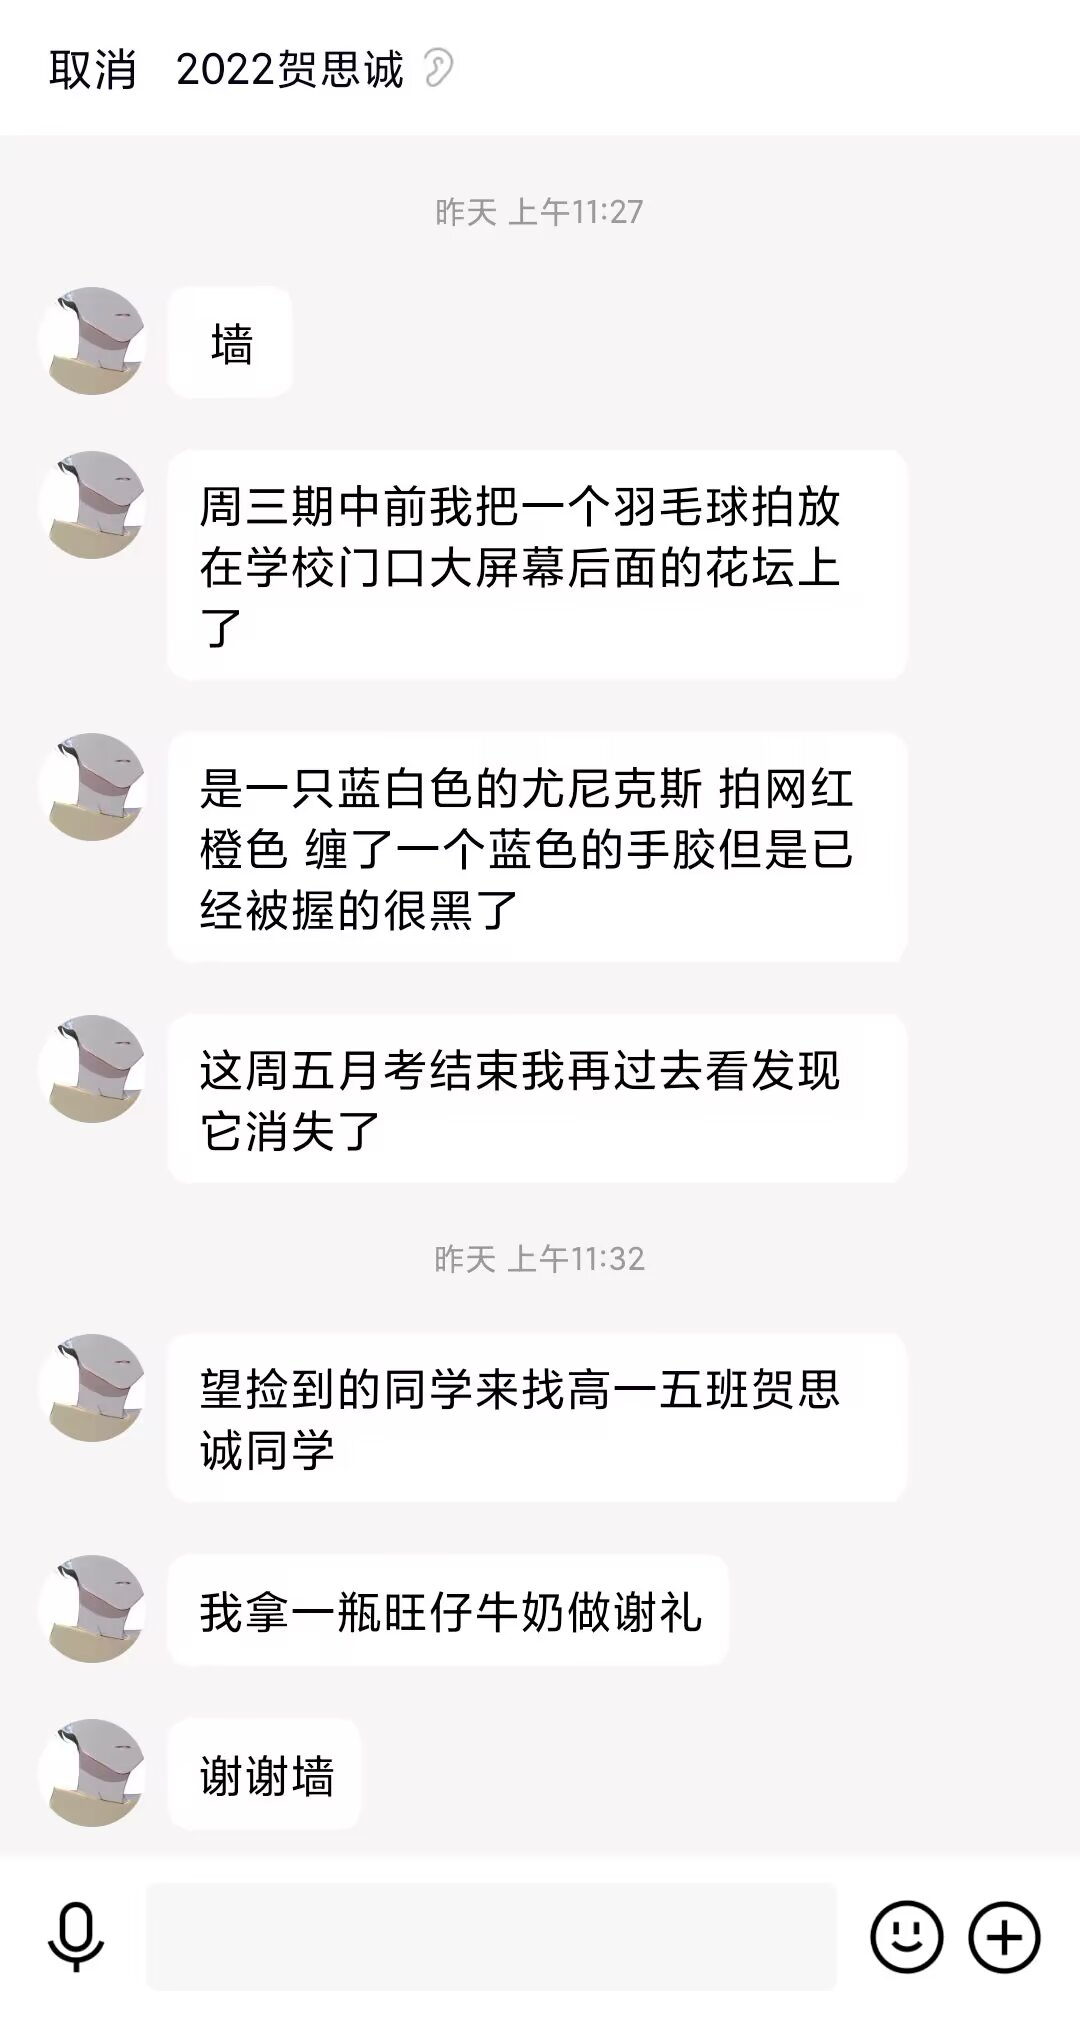 取消 2022贺思诚
昨天 上午11:27
墙
周三期中前我把一个羽毛球拍放
在学校门口大屏幕后面的花坛上
了
是一只蓝白色的尤尼克斯 拍网红
橙色 缠了一个蓝色的手胶但是已
经被握的很黑了
这周五月考结束我再过去看发现
它消失了
昨天 上午11:32
望捡到的同学来找高一五班贺思
诚同学
我拿一瓶旺仔牛奶做谢礼
谢谢墙